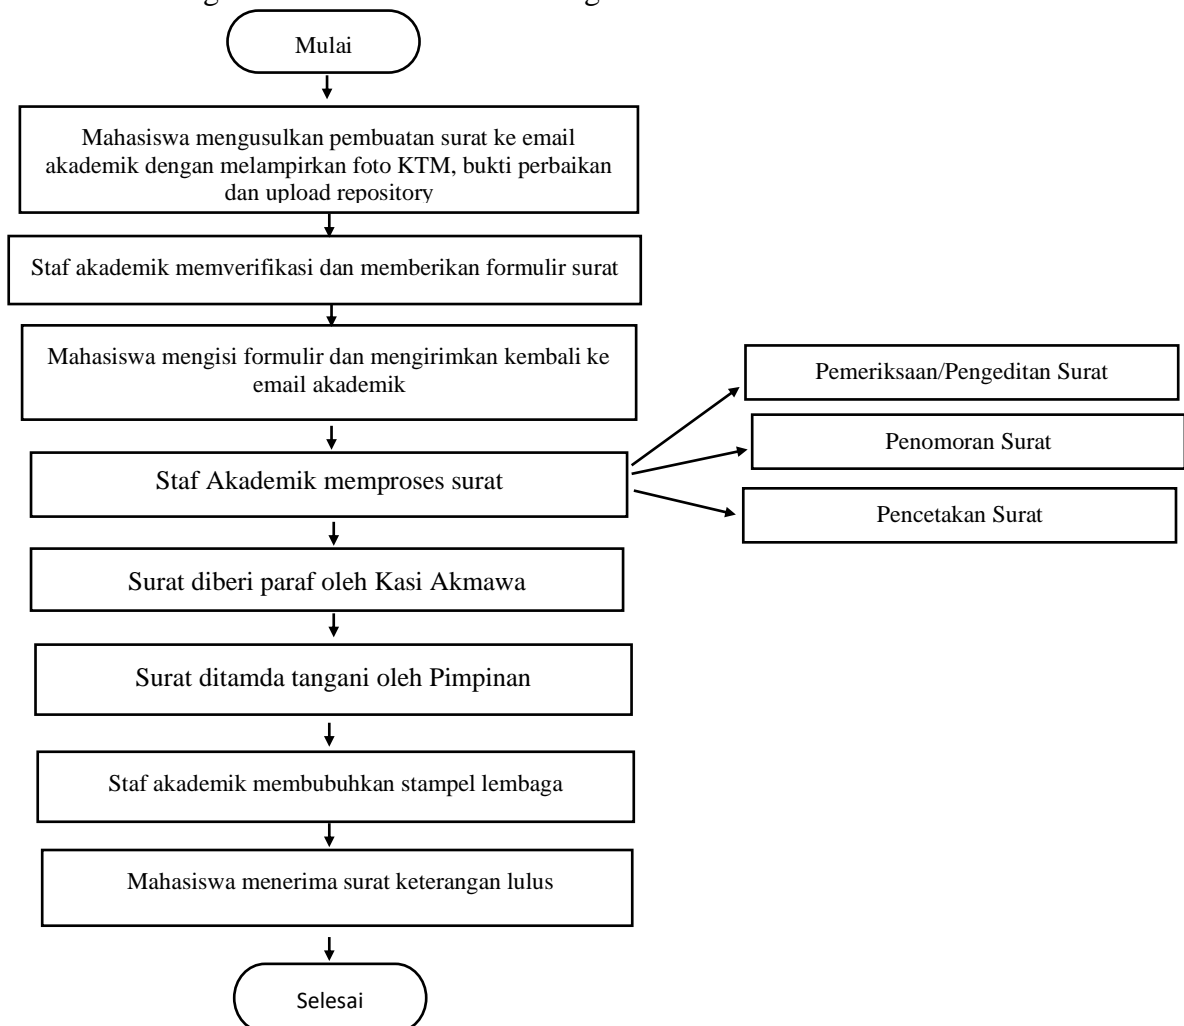 Mulai
Mahasiswa mengusulkan pembuatan surat ke email
akademik dengan melampirkan foto KTM, bukti perbaikan
dan upload repository
Staf akademik memverifikasi dan memberikan formulir surat
Mahasiswa mengisi formulir dan mengirimkan kembali ke
email akademik
Staf Akademik memproses surat
Pemeriksaan/Pengeditan Surat
Penomoran Surat
Pencetakan Surat
Surat diberi paraf oleh Kasi Akmawa
Surat ditamda tangani oleh Pimpinan
Staf akademik membubuhkan stampel lembaga
Mahasiswa menerima surat keterangan lulus
Selesai